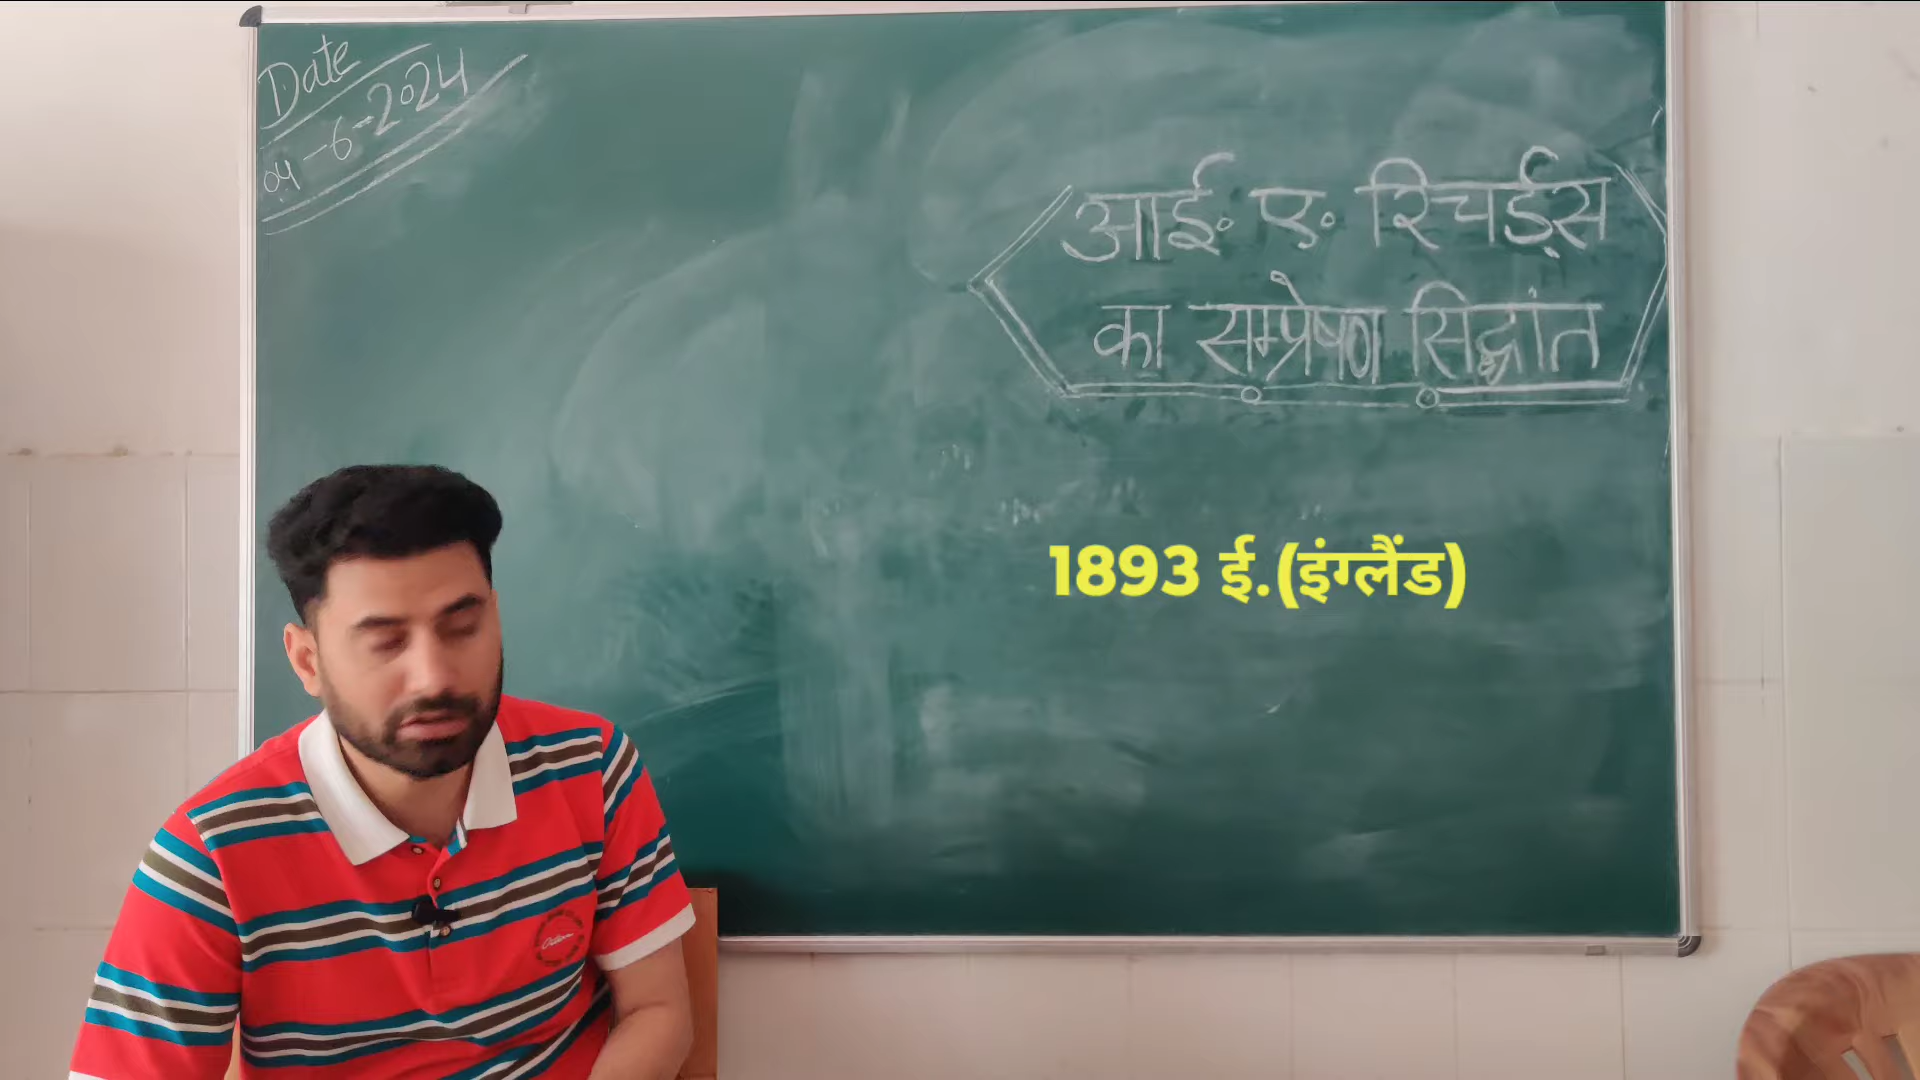 Date
04-6-2024
आई. ए. रिचर्ड्स
का सम्प्रेषण सिद्धांत
1893 ई.(इंग्लैंड)